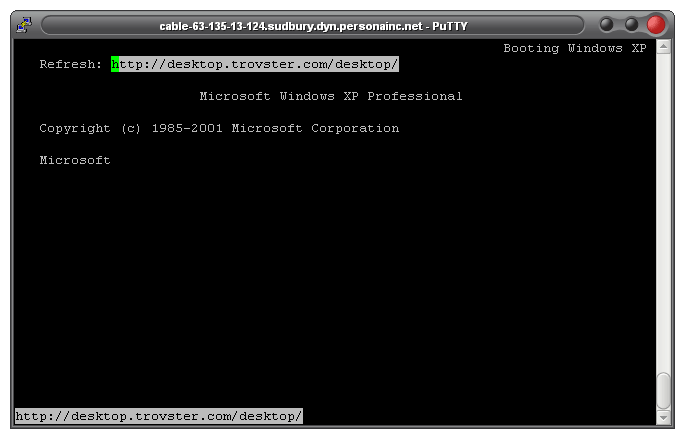 cable-63-135-13-124.sudbury.dyn.personainc.net - PuTTY
Booting Windows XP
Refresh: http://desktop.trovster.com/desktop/
Microsoft Windows XP Professional
Copyright (c) 1985-2001 Microsoft Corporation
Microsoft
http://desktop.trovster.com/desktop/